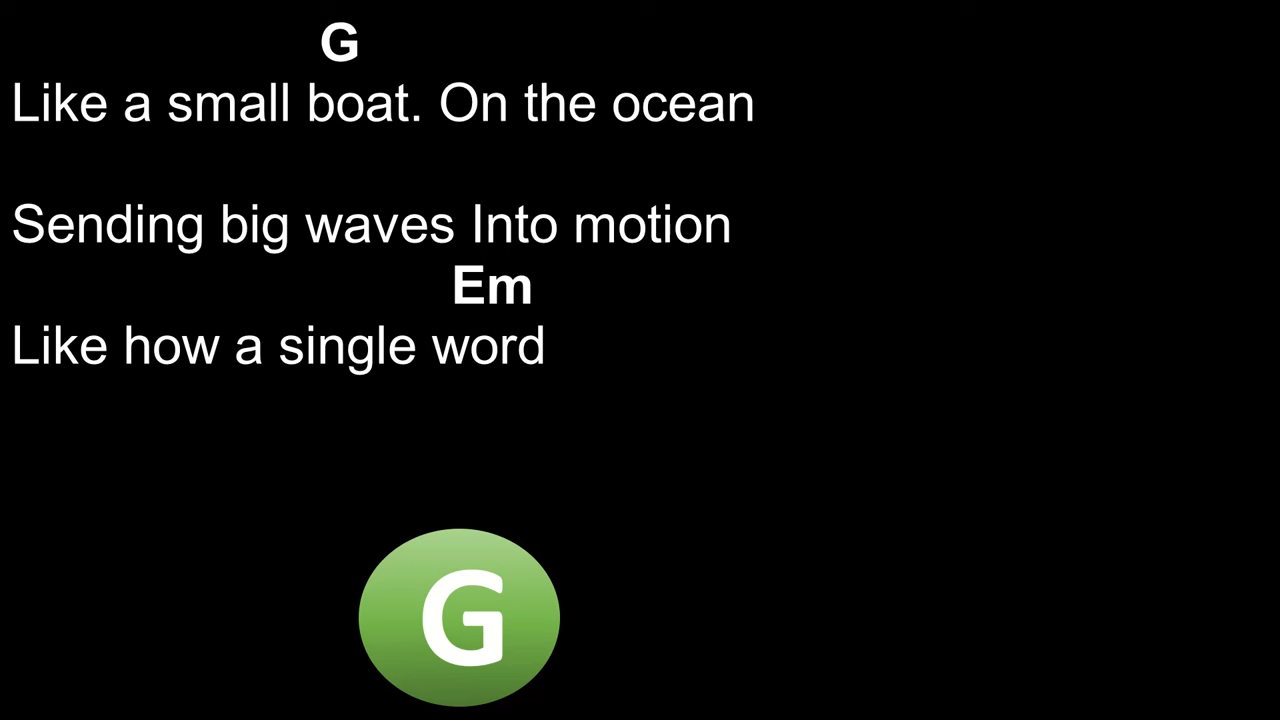 G
Like a small boat. On the ocean
Sending big waves Into motion
Em
Like how a single word
G